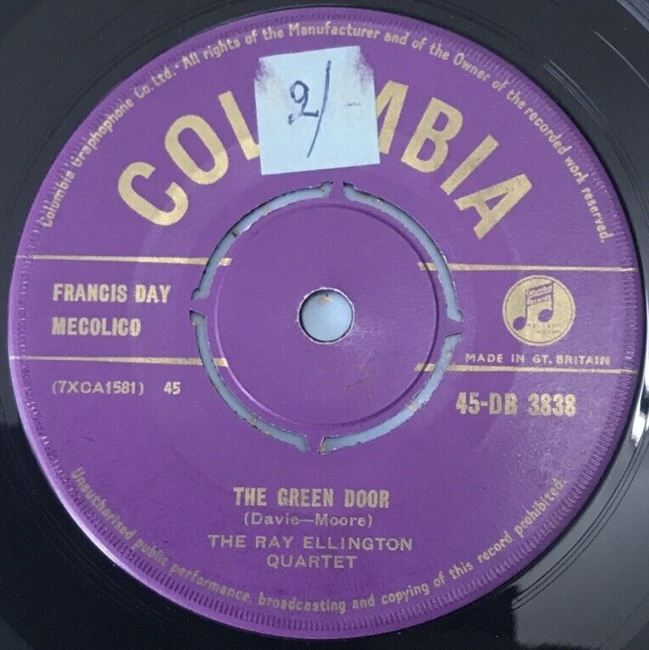 Columbia Graphophone Co. Ltd. - All rights of the Manufacturer and of the Owner of the recorded work reserved.
COL MBIA
2/-
FRANCIS DAY
MECOLICO
MADE IN GT. BRITAIN
(7XCA1581) 45
45-DB 3838
THE GREEN DOOR
(Davie—Moore)
THE RAY ELLINGTON
QUARTET
Unauthorised public performance, broadcasting and copying of this record prohibited.